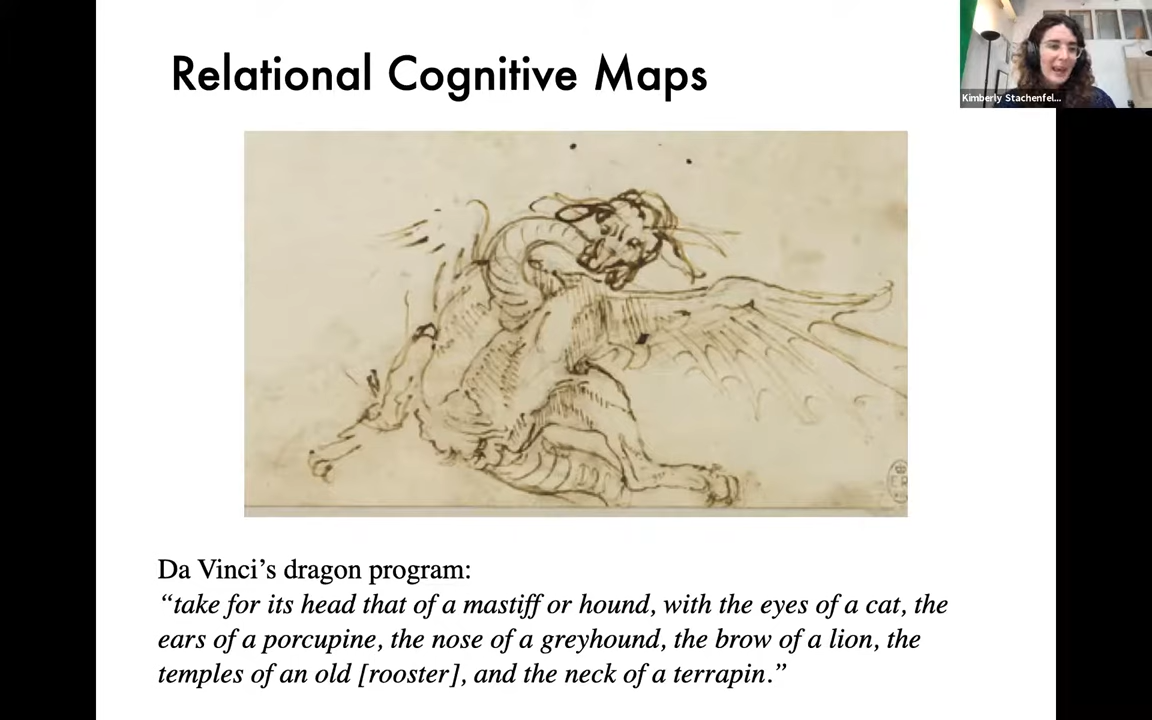 Relational Cognitive Maps
Kimberly Stachenfel...
Da Vinci’s dragon program:
“take for its head that of a mastiff or hound, with the eyes of a cat, the
ears of a porcupine, the nose of a greyhound, the brow of a lion, the
temples of an old [rooster], and the neck of a terrapin.”